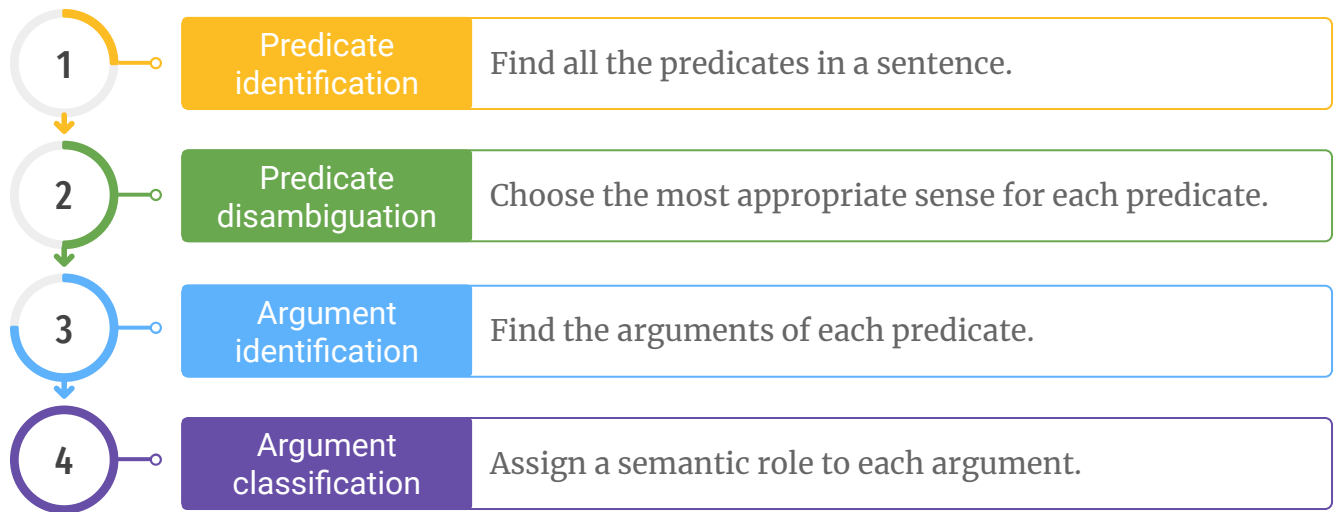 1
Predicate
identification
Find all the predicates in a sentence.
2
Predicate
disambiguation
Choose the most appropriate sense for each predicate.
3
Argument
identification
Find the arguments of each predicate.
4
Argument
classification
Assign a semantic role to each argument.